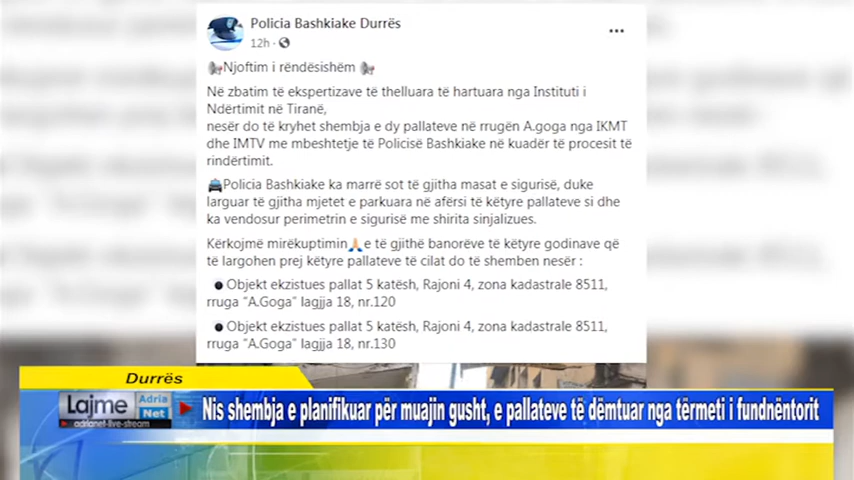 Policia Bashkiake Durrës
12h ·
Njoftim i rëndësishëm
Në zbatim të ekspertizave të thelluara të hartuara nga Instituti i
Ndërtimit në Tiranë,
nesër do të kryhet shembja e dy pallateve në rrugën A.goga nga IKMT
dhe IMTV me mbeshtetje të Policisë Bashkiake në kuadër të procesit të
rindërtimit.
Policia Bashkiake ka marrë sot të gjitha masat e sigurisë, duke
larguar të gjitha mjetet e parkuara në afërsi të këtyre pallateve si dhe
ka vendosur perimetrin e sigurisë me shirita sinjalizues.
Kërkojmë mirëkuptimin🙏e të gjithë banorëve të këtyre godinave që
të largohen prej këtyre pallateve të cilat do të shemben nesër :
● Objekt ekzistues pallat 5 katësh, Rajoni 4, zona kadastrale 8511,
rruga "A.Goga" lagjja 18, nr.120
● Objekt ekzistues pallat 5 katësh, Rajoni 4, zona kadastrale 8511,
rruga "A.Goga" lagjja 18, nr.130
Durrës
Lajme Adria Net
adrianet-live-stream
Nis shembja e planifikuar për muajin gusht, e pallateve të dëmtuar nga tërmeti i fundnëntorit